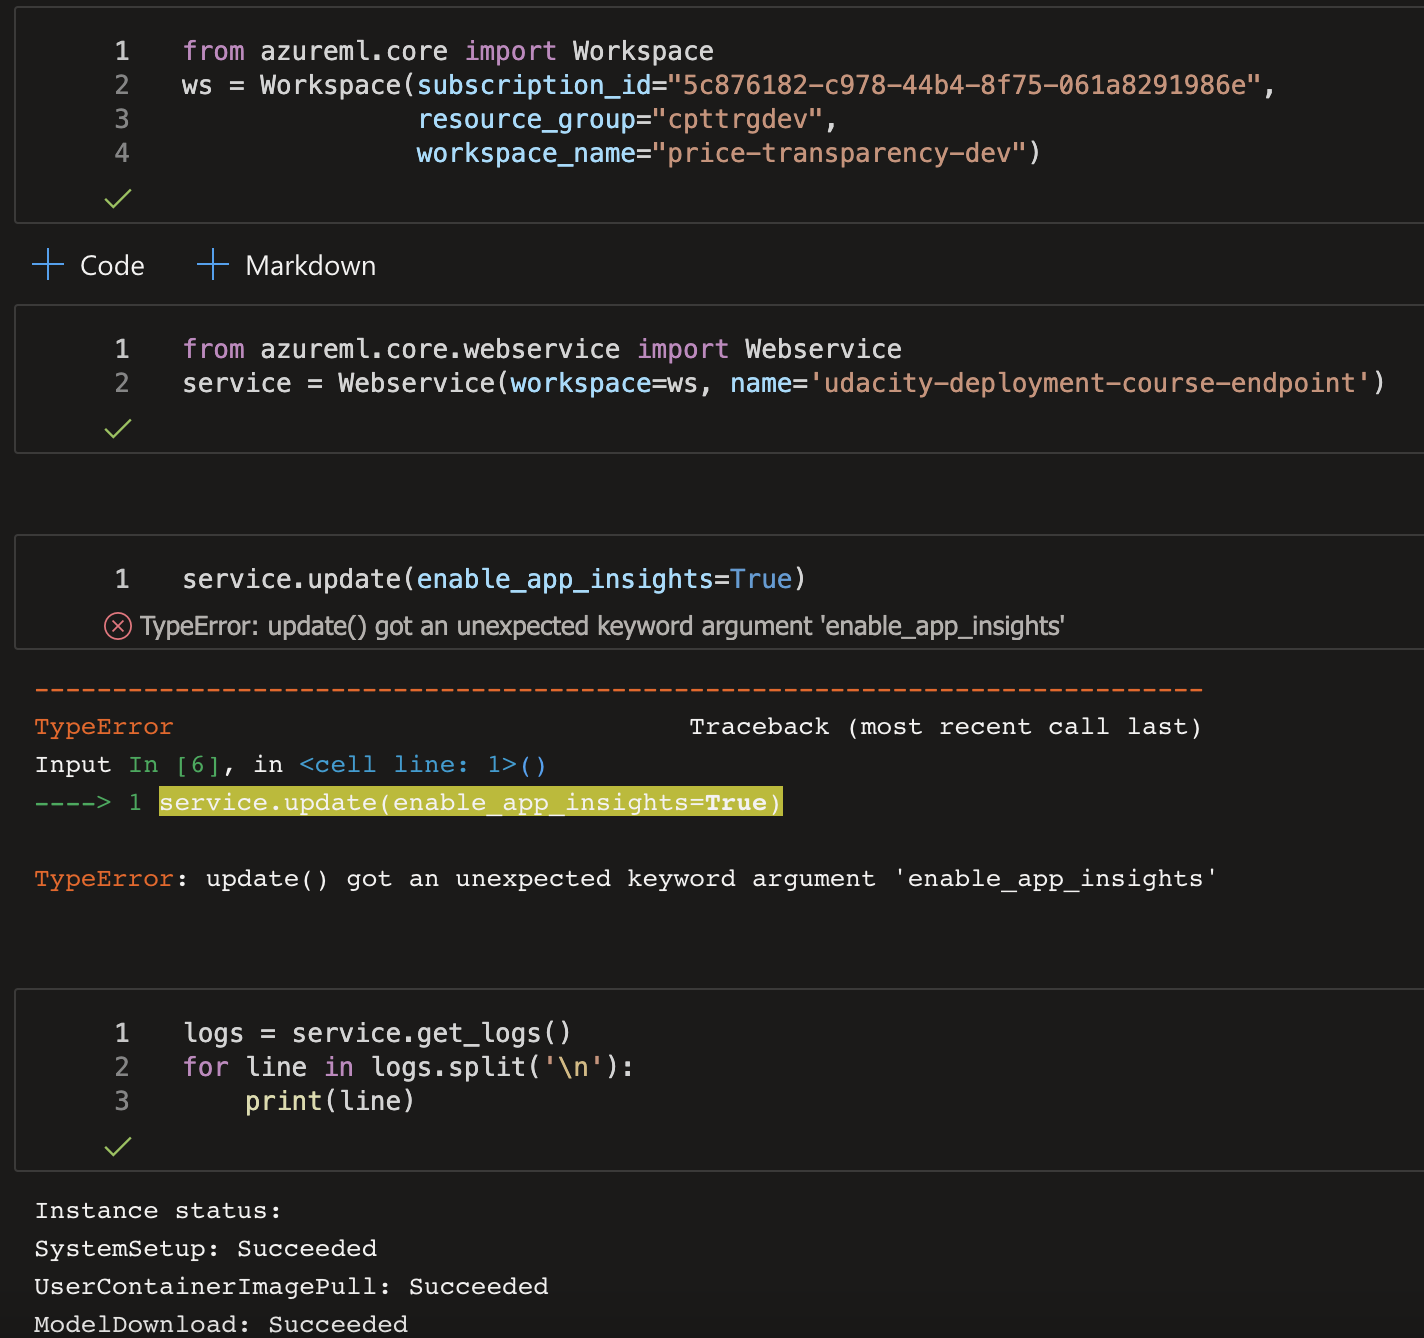 1 from azureml.core import Workspace
2 ws = Workspace(subscription_id="5c876182-c978-44b4-8f75-061a8291986e",
3 resource_group="cpttrgdev",
4 workspace_name="price-transparency-dev")
Code Markdown
1 from azureml.core.webservice import Webservice
2 service = Webservice(workspace=ws, name='udacity-deployment-course-endpoint')
1 service.update(enable_app_insights=True)
TypeError: update() got an unexpected keyword argument 'enable_app_insights'
---------------------------------------------------------------------------
TypeError Traceback (most recent call last)
Input In [6], in <cell line: 1>()
----> 1 service.update(enable_app_insights=True)
TypeError: update() got an unexpected keyword argument 'enable_app_insights'
1 logs = service.get_logs()
2 for line in logs.split('\n'):
3 print(line)
Instance status:
SystemSetup: Succeeded
UserContainerImagePull: Succeeded
ModelDownload: Succeeded